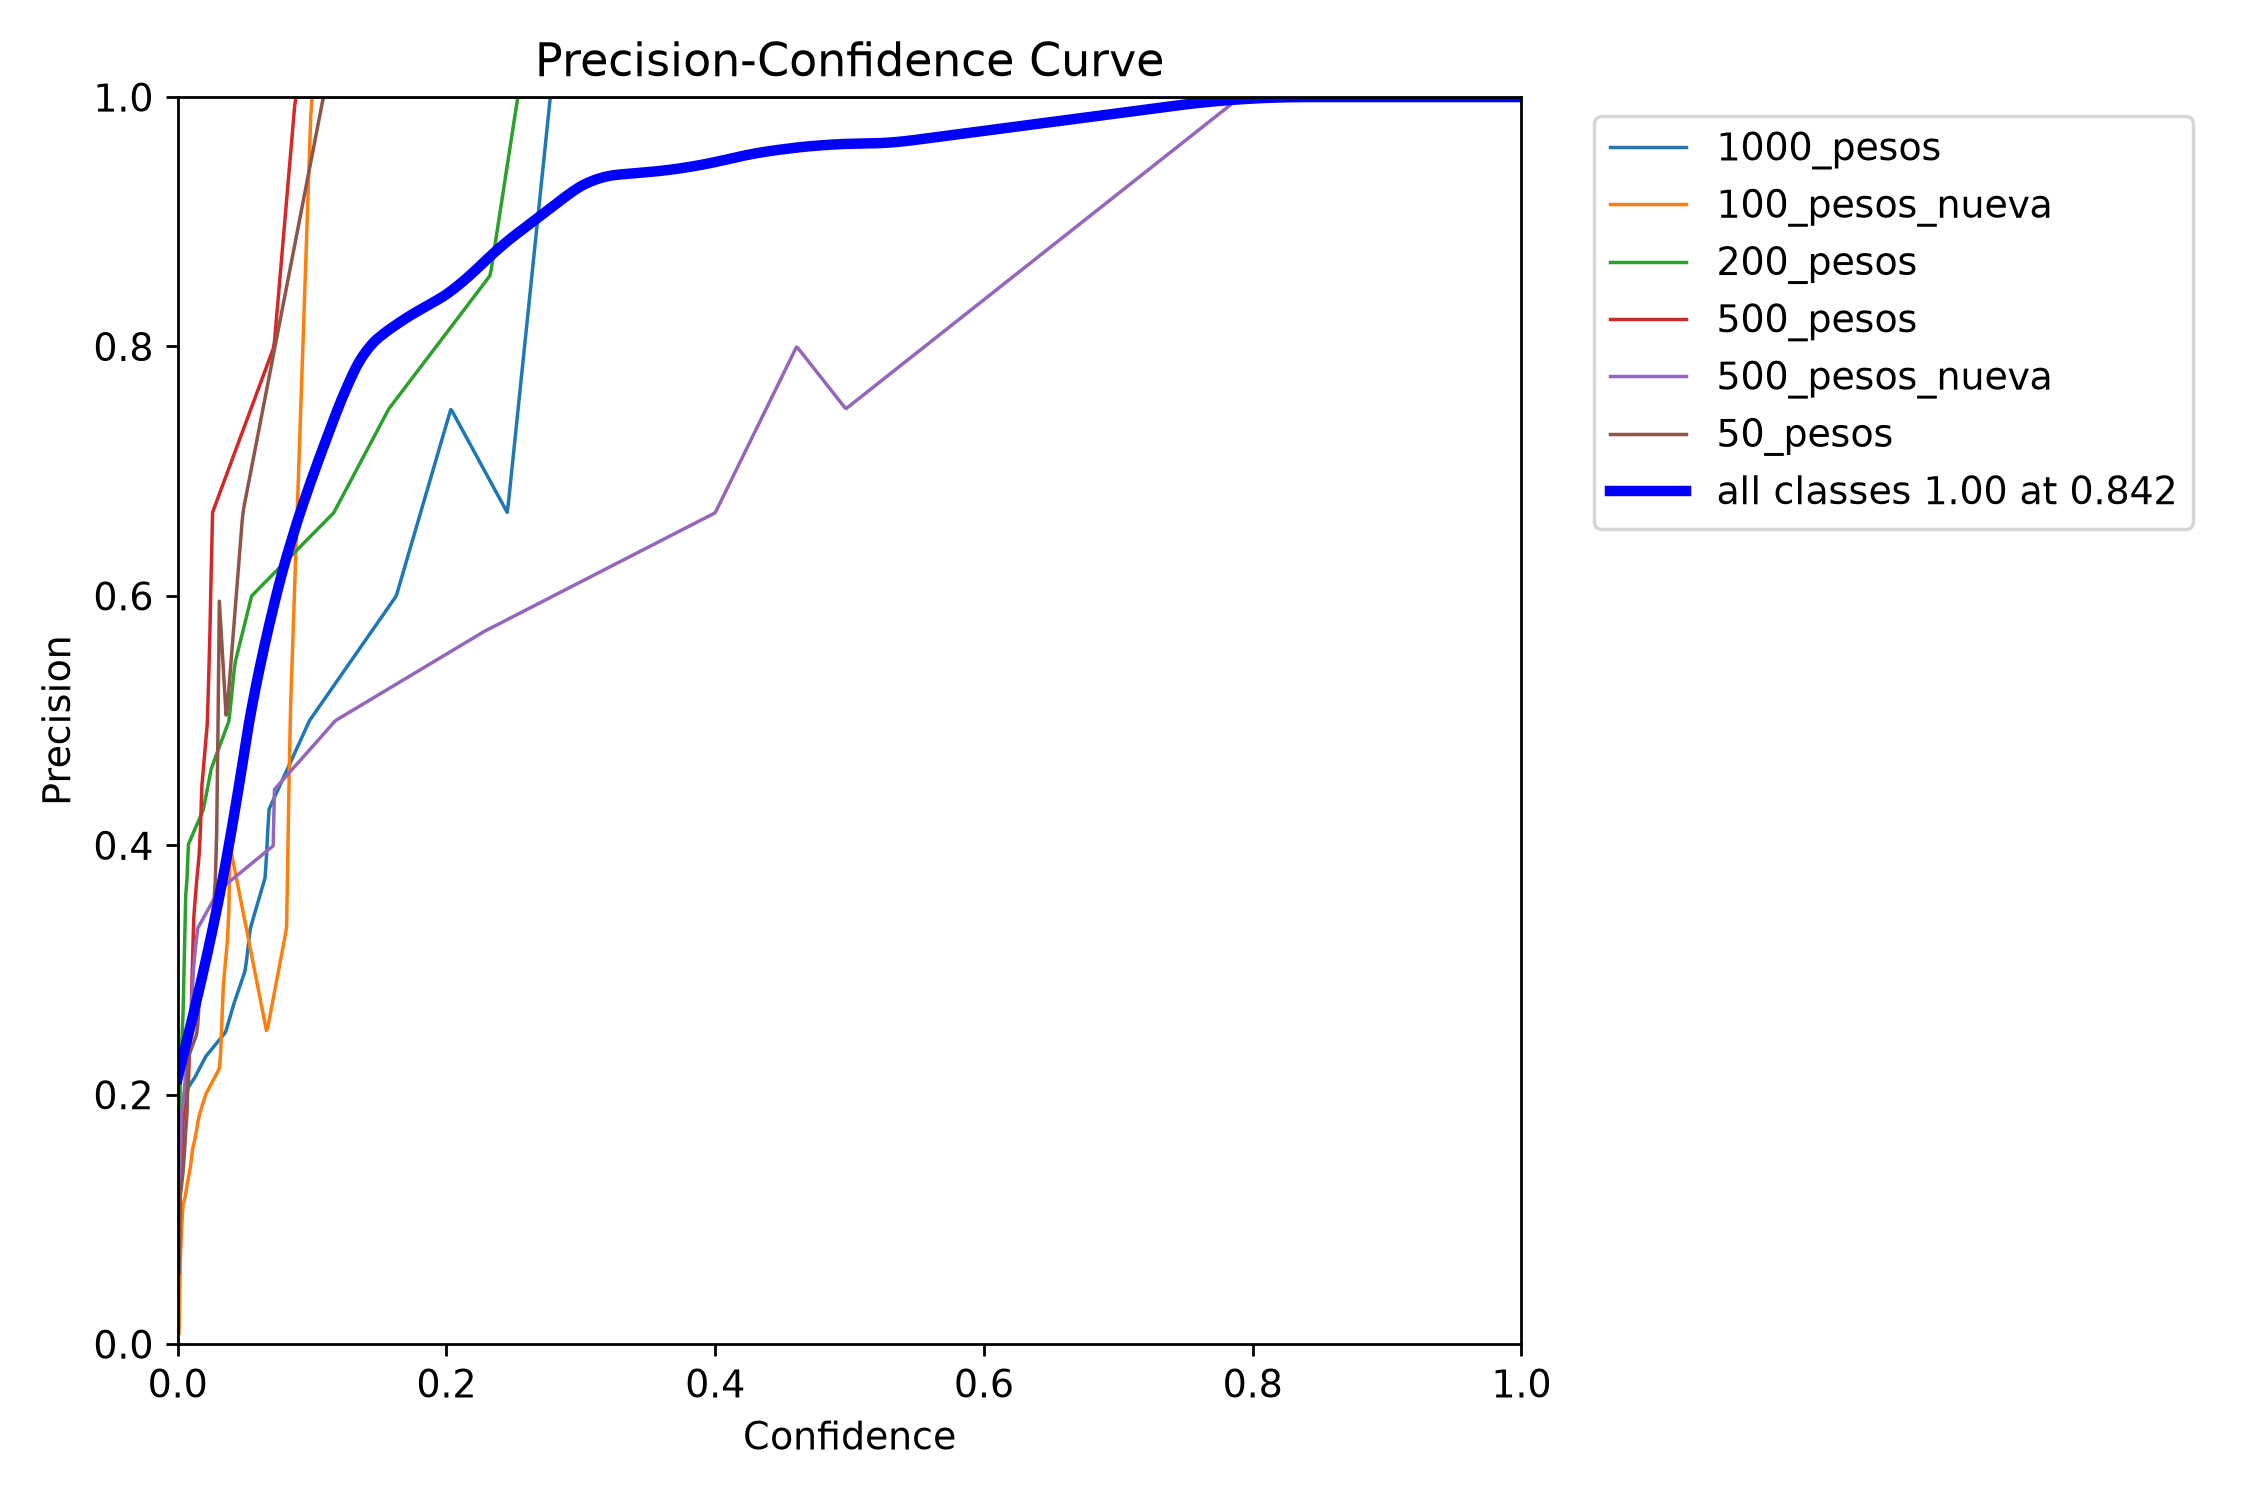 Precision-Confidence Curve
1.0
0.8
0.6
0.4
0.2
0.0
Precision
0.0 0.2 0.4 0.6 0.8 1.0
Confidence
1000_pesos
100_pesos_nueva
200_pesos
500_pesos
500_pesos_nueva
50_pesos
all classes 1.00 at 0.842